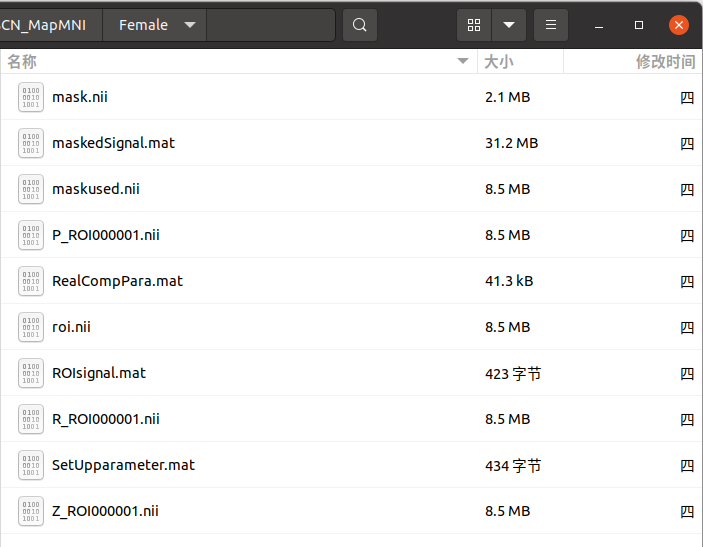 CN_MapMNI Female
名称 大小 修改时间
mask.nii 2.1 MB 四
maskedSignal.mat 31.2 MB 四
maskused.nii 8.5 MB 四
P_ROI000001.nii 8.5 MB 四
RealCompPara.mat 41.3 kB 四
roi.nii 8.5 MB 四
ROIsignal.mat 423 字节 四
R_ROI000001.nii 8.5 MB 四
SetUpparameter.mat 434 字节 四
Z_ROI000001.nii 8.5 MB 四